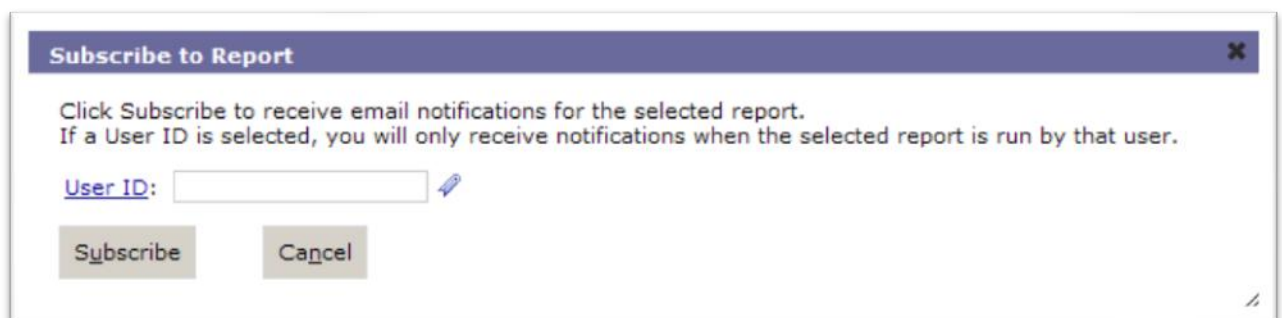 Subscribe to Report
Click Subscribe to receive email notifications for the selected report.
If a User ID is selected, you will only receive notifications when the selected report is run by that user.
User ID:
Subscribe Cancel